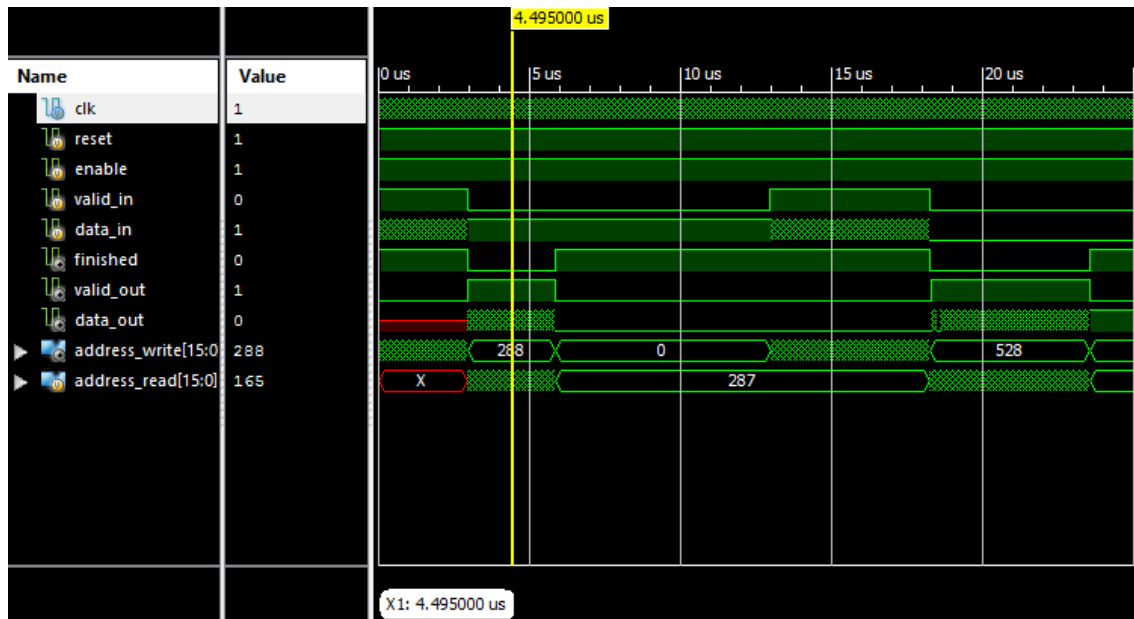 4.495000 us
Name Value 0 us 5 us 10 us 15 us 20 us
clk 1
reset 1
enable 1
valid_in 0
data_in 1
finished 0
valid_out 1
data_out 0
address_write[15:0 288 288 0 528
address_read[15:0] 165 X 287
X1: 4.495000 us